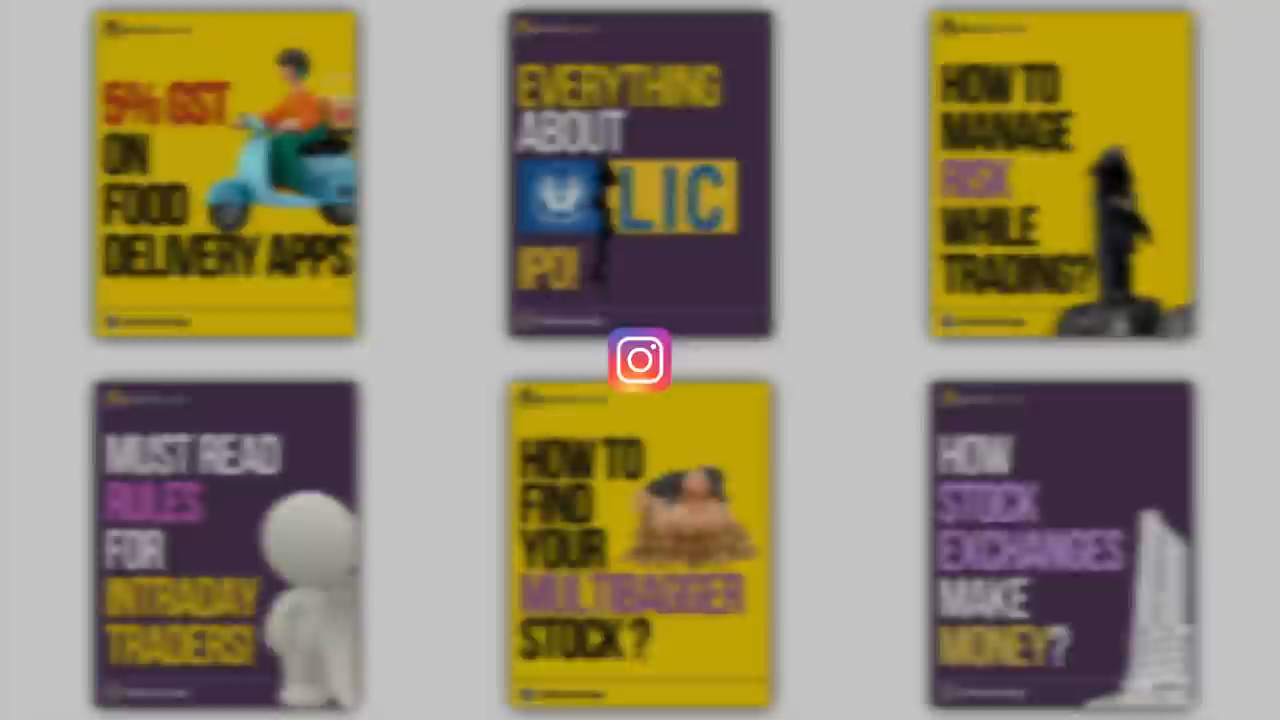 5% GST
ON
FOOD
DELIVERY APPS
EVERYTHING
ABOUT
LIC
IPO!
HOW TO
MANAGE
RISK
WHILE
TRADING?
MUST READ
RULES
FOR
INTRADAY
TRADERS!
HOW TO
FIND
YOUR
MULTIBAGGER
STOCK ?
HOW
STOCK
EXCHANGES
MAKE
MONEY?